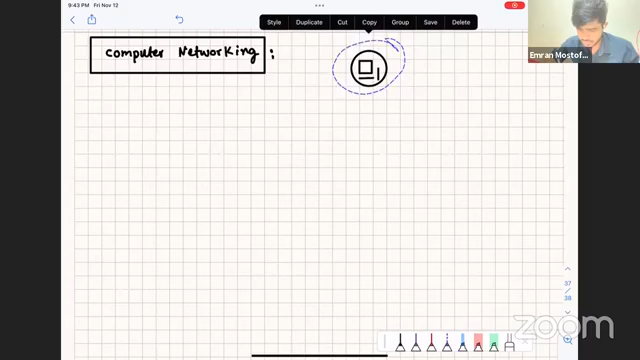 9:43 PM Fri Nov 12
Style Duplicate Cut Copy Group Save Delete
Emran Mostof...
computer Networking :
37
38
zoom